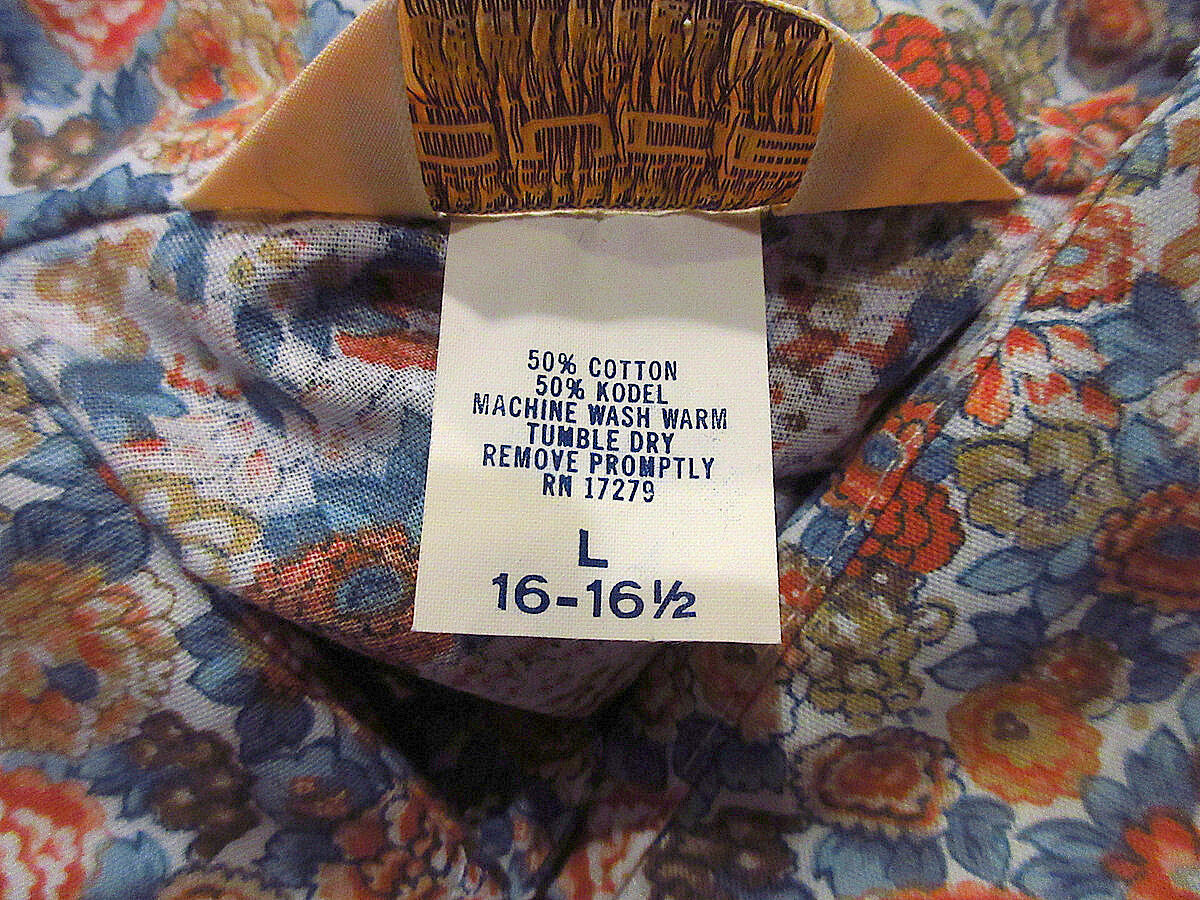 50% COTTON
50% KODEL
MACHINE WASH WARM
TUMBLE DRY
REMOVE PROMPTLY
RN 17279
L
16-16½